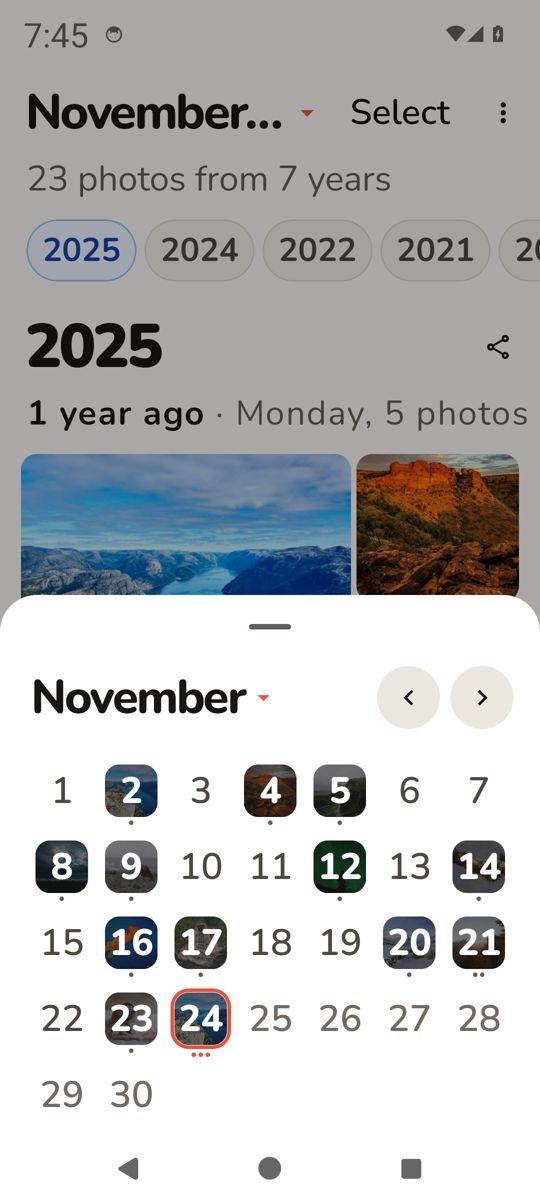 7:45
November... Select
23 photos from 7 years
2025 2024 2022 2021 20
2025
1 year ago · Monday, 5 photos
November
1 2 3 4 5 6 7
8 9 10 11 12 13 14
15 16 17 18 19 20 21
22 23 24 25 26 27 28
29 30